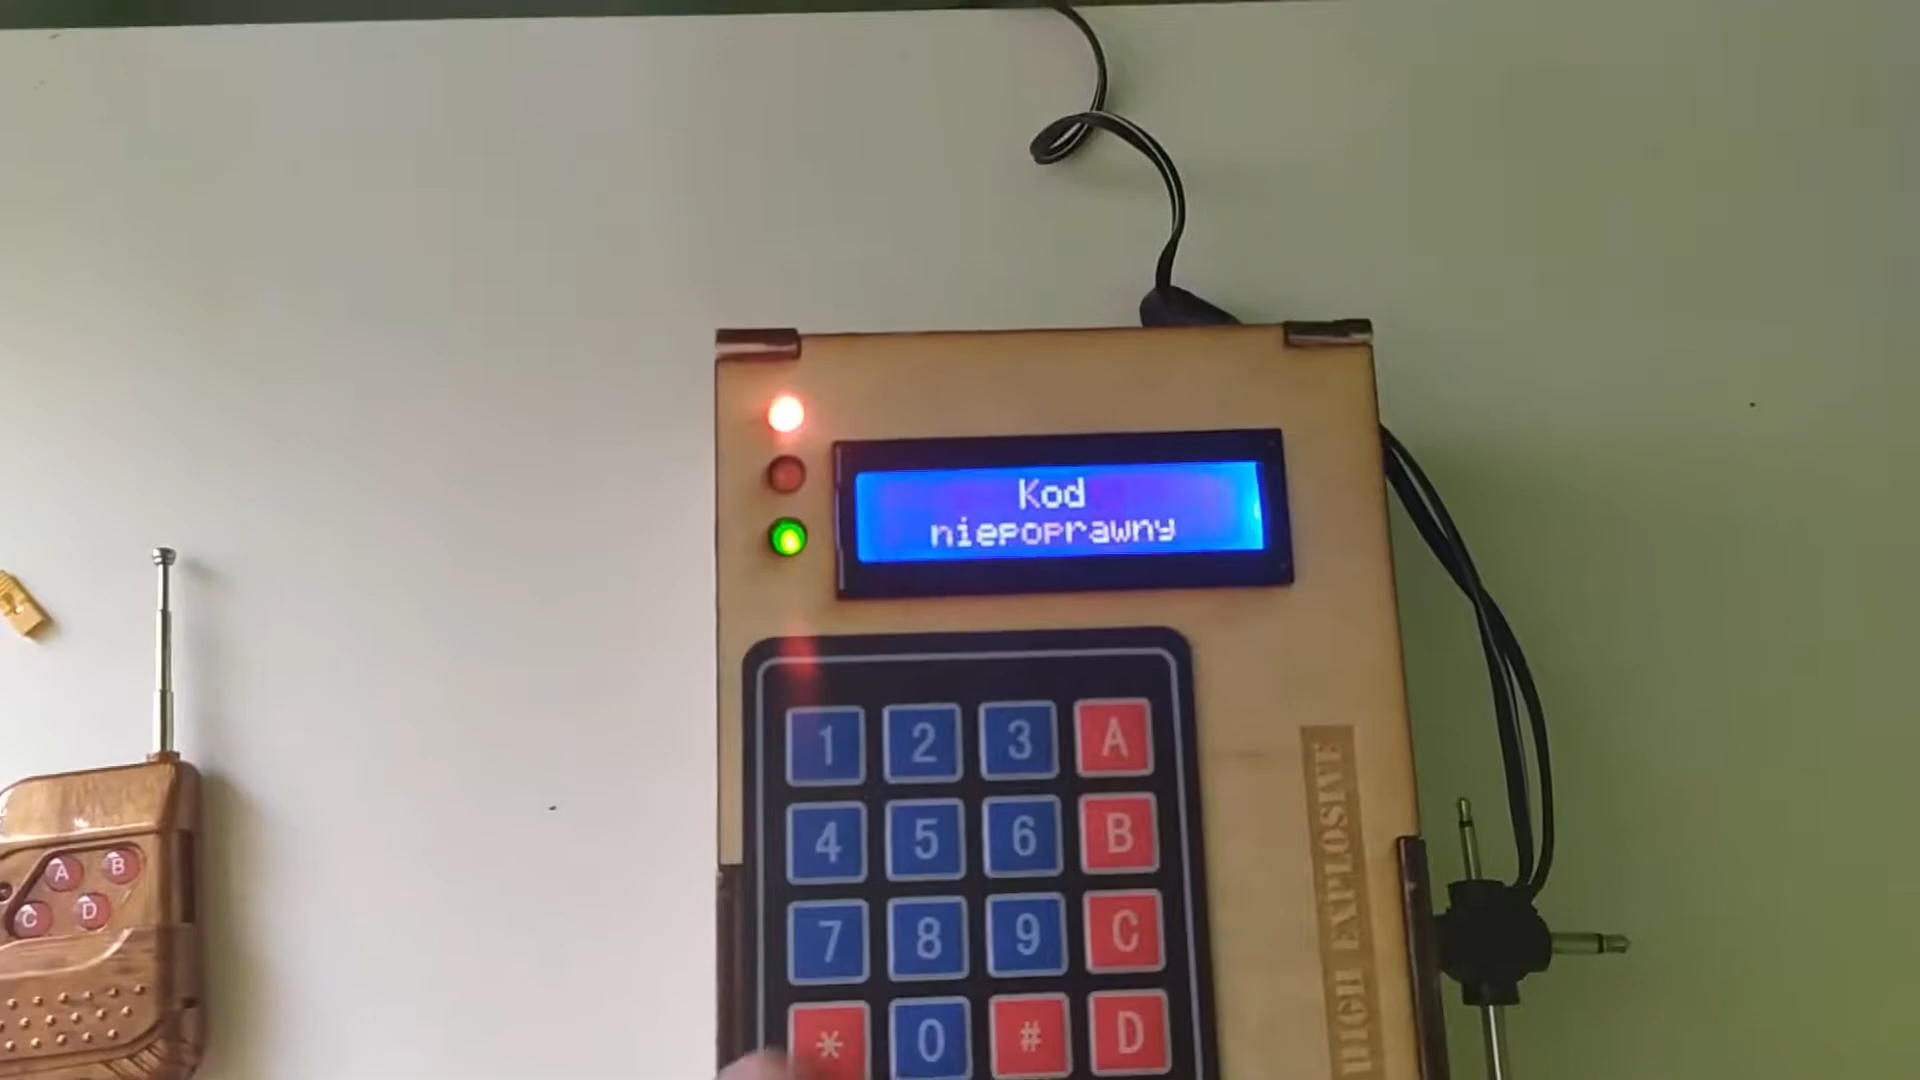 Kod
niepoprawny
1 2 3 A
4 5 6 B
7 8 9 C
* 0 # D
HIGH EXPLOSIVE
A B
C D